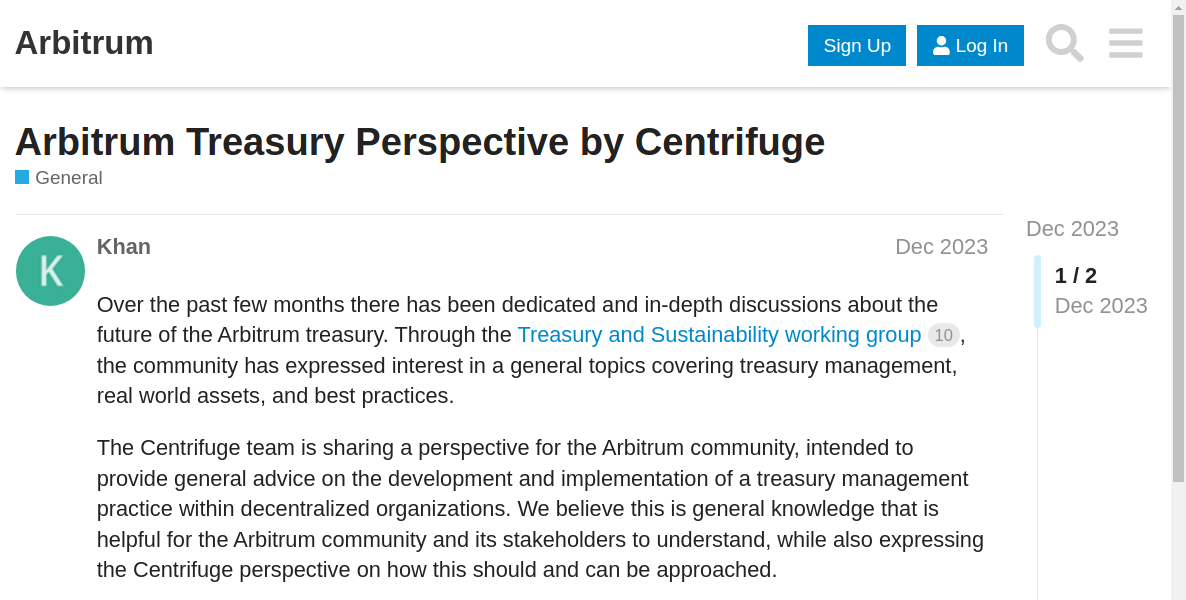 Arbitrum
Sign Up
Log In
Arbitrum Treasury Perspective by Centrifuge
General
K
Khan
Dec 2023
Over the past few months there has been dedicated and in-depth discussions about the
future of the Arbitrum treasury. Through the Treasury and Sustainability working group 10,
the community has expressed interest in a general topics covering treasury management,
real world assets, and best practices.
The Centrifuge team is sharing a perspective for the Arbitrum community, intended to
provide general advice on the development and implementation of a treasury management
practice within decentralized organizations. We believe this is general knowledge that is
helpful for the Arbitrum community and its stakeholders to understand, while also expressing
the Centrifuge perspective on how this should and can be approached.
Dec 2023
1 / 2
Dec 2023